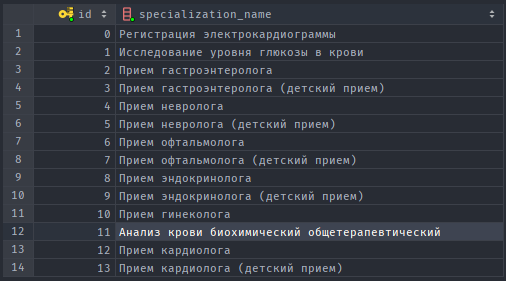 id specialization_name
1 0 Регистрация электрокардиограммы
2 1 Исследование уровня глюкозы в крови
3 2 Прием гастроэнтеролога
4 3 Прием гастроэнтеролога (детский прием)
5 4 Прием невролога
6 5 Прием невролога (детский прием)
7 6 Прием офтальмолога
8 7 Прием офтальмолога (детский прием)
9 8 Прием эндокринолога
10 9 Прием эндокринолога (детский прием)
11 10 Прием гинеколога
12 11 Анализ крови биохимический общетерапевтический
13 12 Прием кардиолога
14 13 Прием кардиолога (детский прием)